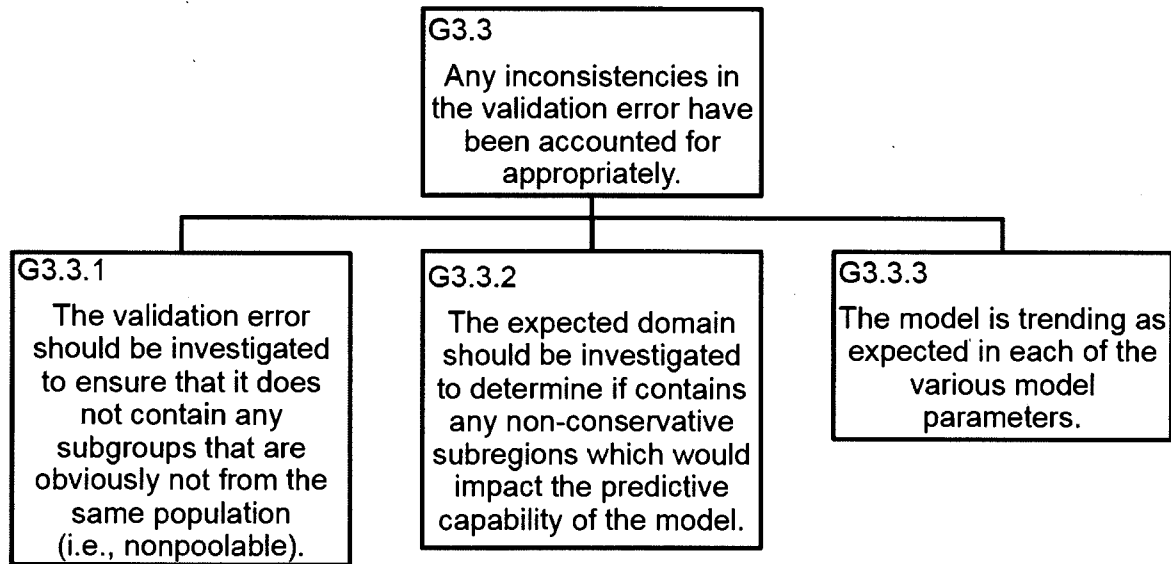 G3.3
Any inconsistencies in
the validation error have
been accounted for
appropriately.
G3.3.1
The validation error
should be investigated
to ensure that it does
not contain any
subgroups that are
obviously not from the
same population
(i.e., nonpoolable).
G3.3.2
The expected domain
should be investigated
to determine if contains
any non-conservative
subregions which would
impact the predictive
capability of the model.
G3.3.3
The model is trending as
expected in each of the
various model
parameters.